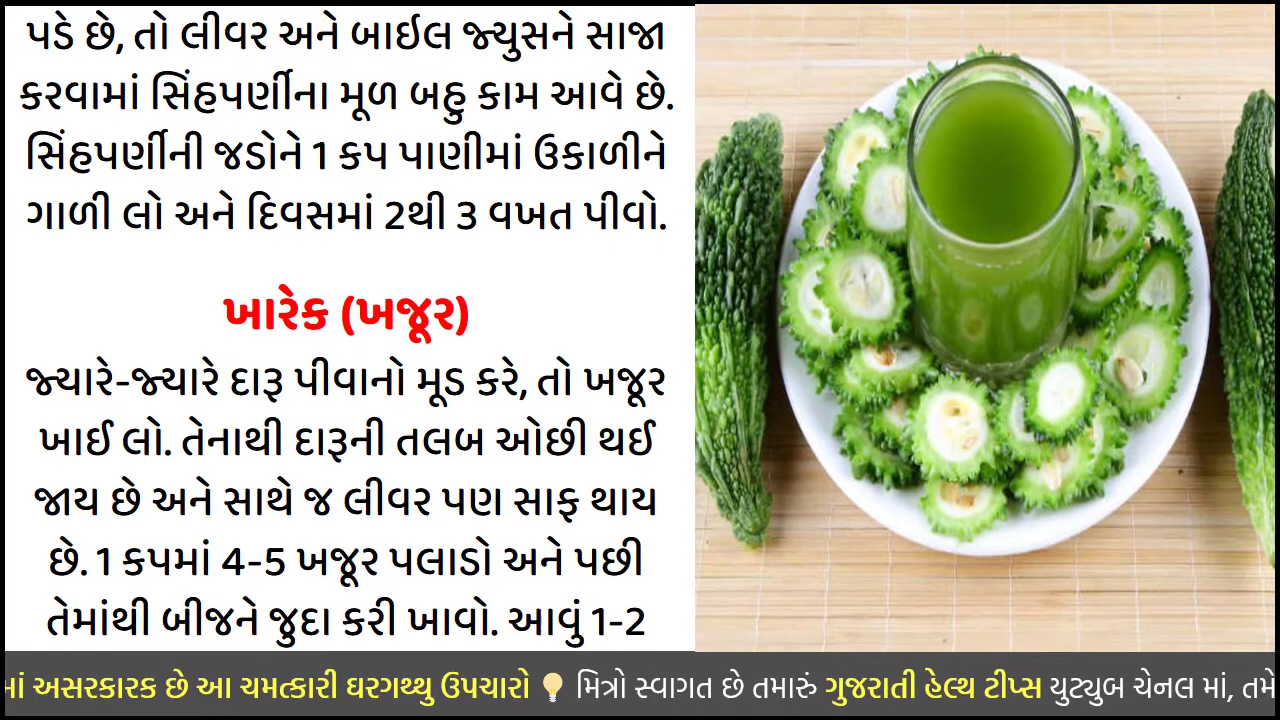 પડે છે, તો લીવર અને બાઇલ જ્યુસને સાજા
કરવામાં સિંહપર્ણીના મૂળ બહુ કામ આવે છે.
સિંહપર્ણીની જડોને 1 કપ પાણીમાં ઉકાળીને
ગાળી લો અને દિવસમાં 2થી 3 વખત પીવો.
ખારેક (ખજૂર)
જ્યારે-જ્યારે દારૂ પીવાનો મૂડ કરે, તો ખજૂર
ખાઈ લો. તેનાથી દારૂની તલબ ઓછી થઈ
જાય છે અને સાથે જ લીવર પણ સાફ થાય
છે. 1 કપમાં 4-5 ખજૂર પલાડો અને પછી
તેમાંથી બીજને જુદા કરી ખાવો. આવું 1-2
અસરકારક છે આ ચમત્કારી ઘરગથ્થુ ઉપચારો 💡 મિત્રો સ્વાગત છે તમારું ગુજરાતી હેલ્થ ટીપ્સ યુટ્યુબ ચેનલ માં, તમે